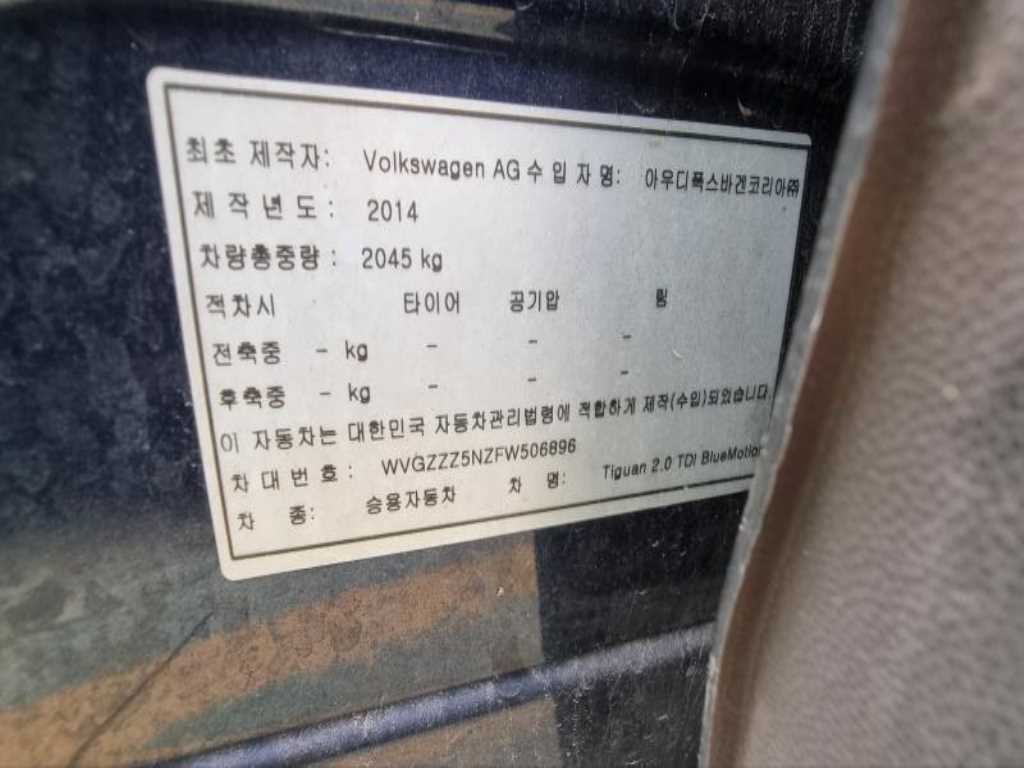 최초 제작자: Volkswagen AG 수 입 자 명: 아우디폭스바겐코리아㈜
제 작 년 도 : 2014
차량총중량 : 2045 kg
적차시 타이어 공기압 림
전축중 - kg - - -
후축중 - kg - - -
이 자동차는 대한민국 자동차관리법령에 적합하게 제작(수입)되었습니다.
차 대 번 호 : WVGZZZ5NZFW506896
차 종: 승용자동차 차 명: Tiguan 2.0 TDI BlueMotion